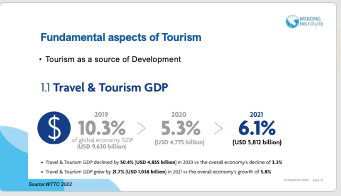 MEKONG
INSTITUTE
Fundamental aspects of Tourism
• Tourism as a source of Development
1.1 Travel & Tourism GDP
2019 2020 2021
$ 10.3% > 5.3% > 6.1%
of global economy GDP
(USD 9,630 billion) (USD 4,775 billion) (USD 5,812 billion)
• Travel & Tourism GDP declined by 50.4% (USD 4,855 billion) in 2020 vs the overall economy's decline of 3.3%
• Travel & Tourism GDP grew by 21.7% (USD 1,038 billion) in 2021 vs the overall economy's growth of 5.8%
Source:WTTC 2022